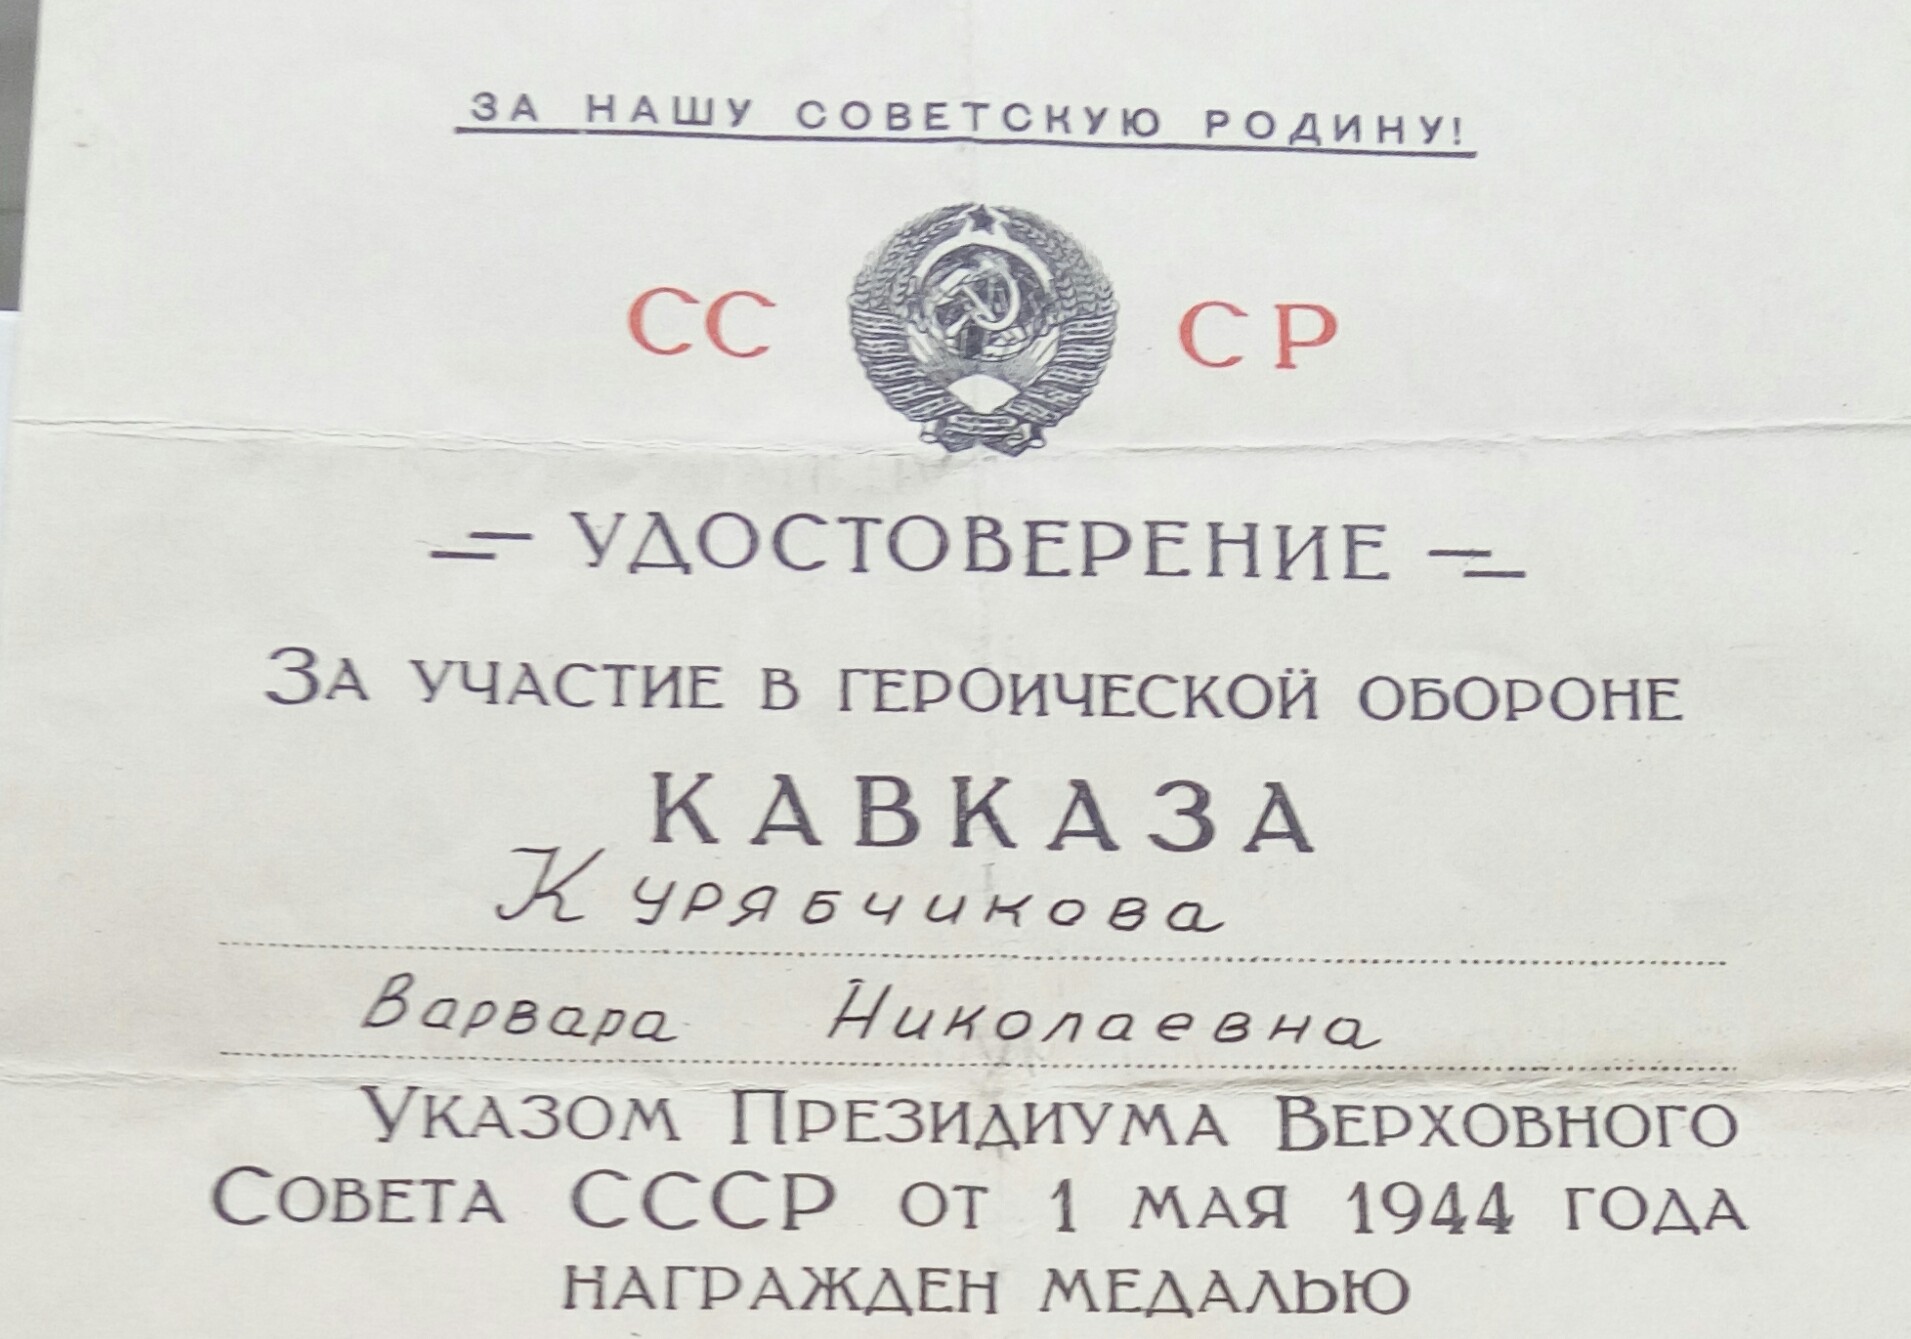 ЗА НАШУ СОВЕТСКУЮ РОДИНУ!
СС СР
УДОСТОВЕРЕНИЕ
ЗА УЧАСТИЕ В ГЕРОИЧЕСКОЙ ОБОРОНЕ
КАВКАЗА
Курябчикова
Варвара Николаевна
УКАЗОМ ПРЕЗИДИУМА ВЕРХОВНОГО
СОВЕТА СССР ОТ 1 МАЯ 1944 ГОДА
НАГРАЖДЕН МЕДАЛЬЮ